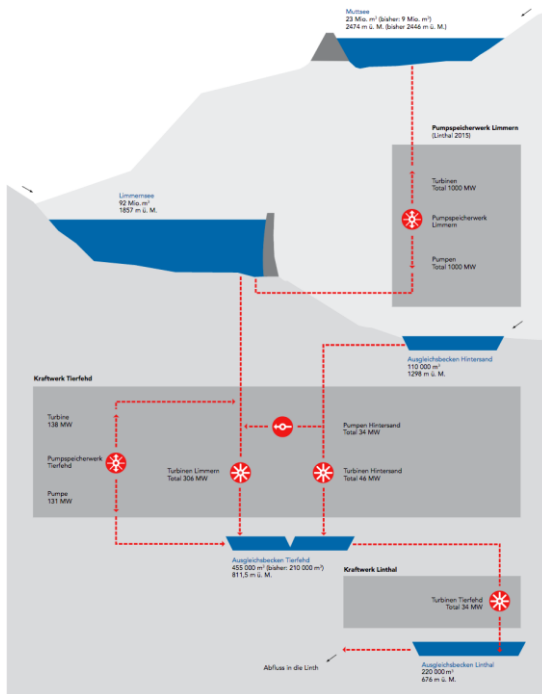 Muttsee
23 Mio. m³ (bisher: 9 Mio. m³)
2474 m ü. M. (bisher 2446 m ü. M.)
Pumpspeicherwerk Limmern
(Linthal 2015)
Turbinen
Total 1000 MW
Pumpspeicherwerk
Limmern
Pumpen
Total 1000 MW
Limmernsee
92 Mio. m³
1857 m ü. M.
Ausgleichsbecken Hintersand
110 000 m³
1298 m ü. M.
Kraftwerk Tierfehd
Turbine
138 MW
Pumpspeicherwerk
Tierfehd
Pumpe
131 MW
Pumpen Hintersand
Total 34 MW
Turbinen Limmern
Total 306 MW
Turbinen Hintersand
Total 46 MW
Ausgleichsbecken Tierfehd
455 000 m³ (bisher: 210 000 m³)
811,5 m ü. M.
Kraftwerk Linthal
Turbinen Tierfehd
Total 34 MW
Abfluss in die Linth
Ausgleichsbecken Linthal
220 000 m³
676 m ü. M.